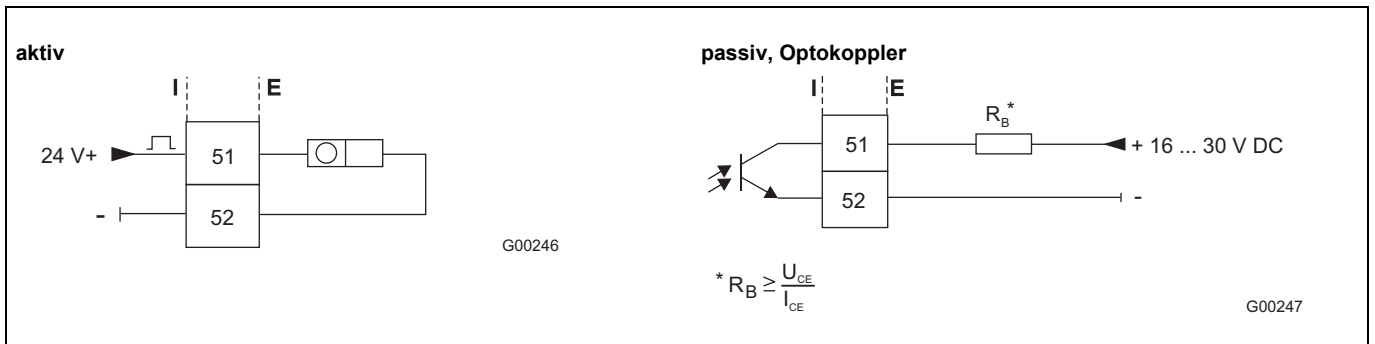 aktiv
I E
24 V+ 51
- 52
G00246
passiv, Optokoppler
I E
R_B*
51 + 16 ... 30 V DC
52 -
* R_B ≥ U_CE / I_CE
G00247